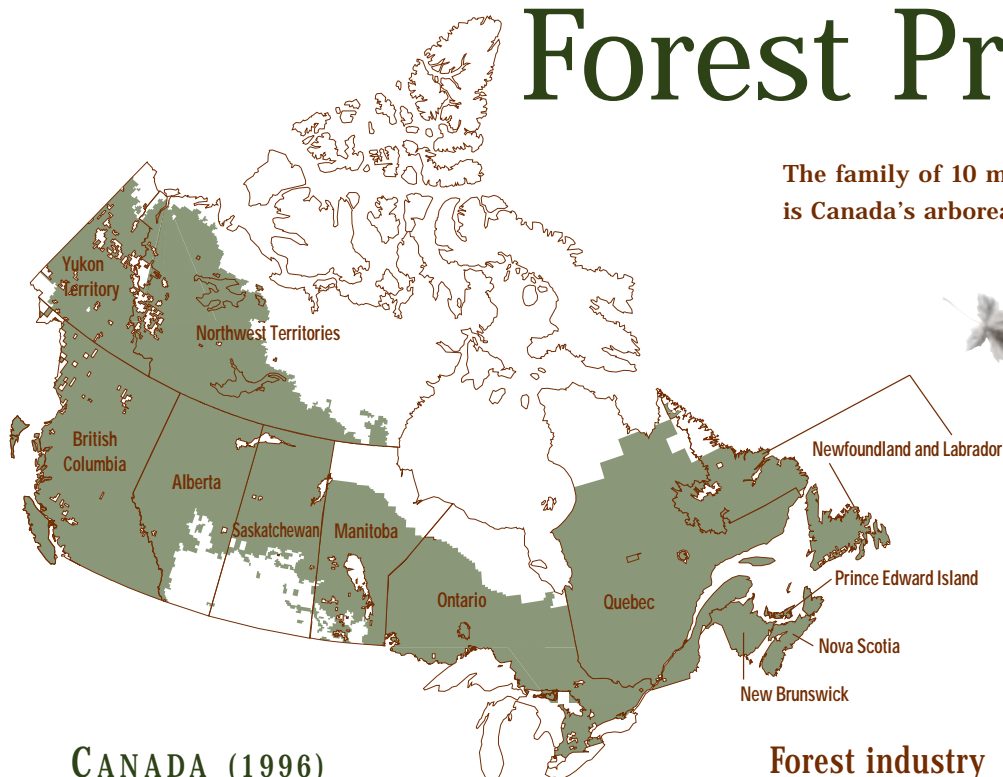 Forest Pr
The family of 10 m
is Canada's arborea
Yukon
Territory
Northwest Territories
British
Columbia
Alberta
Saskatchewan
Manitoba
Ontario
Quebec
Newfoundland and Labrador
Prince Edward Island
Nova Scotia
New Brunswick
CANADA (1996)
Forest industry